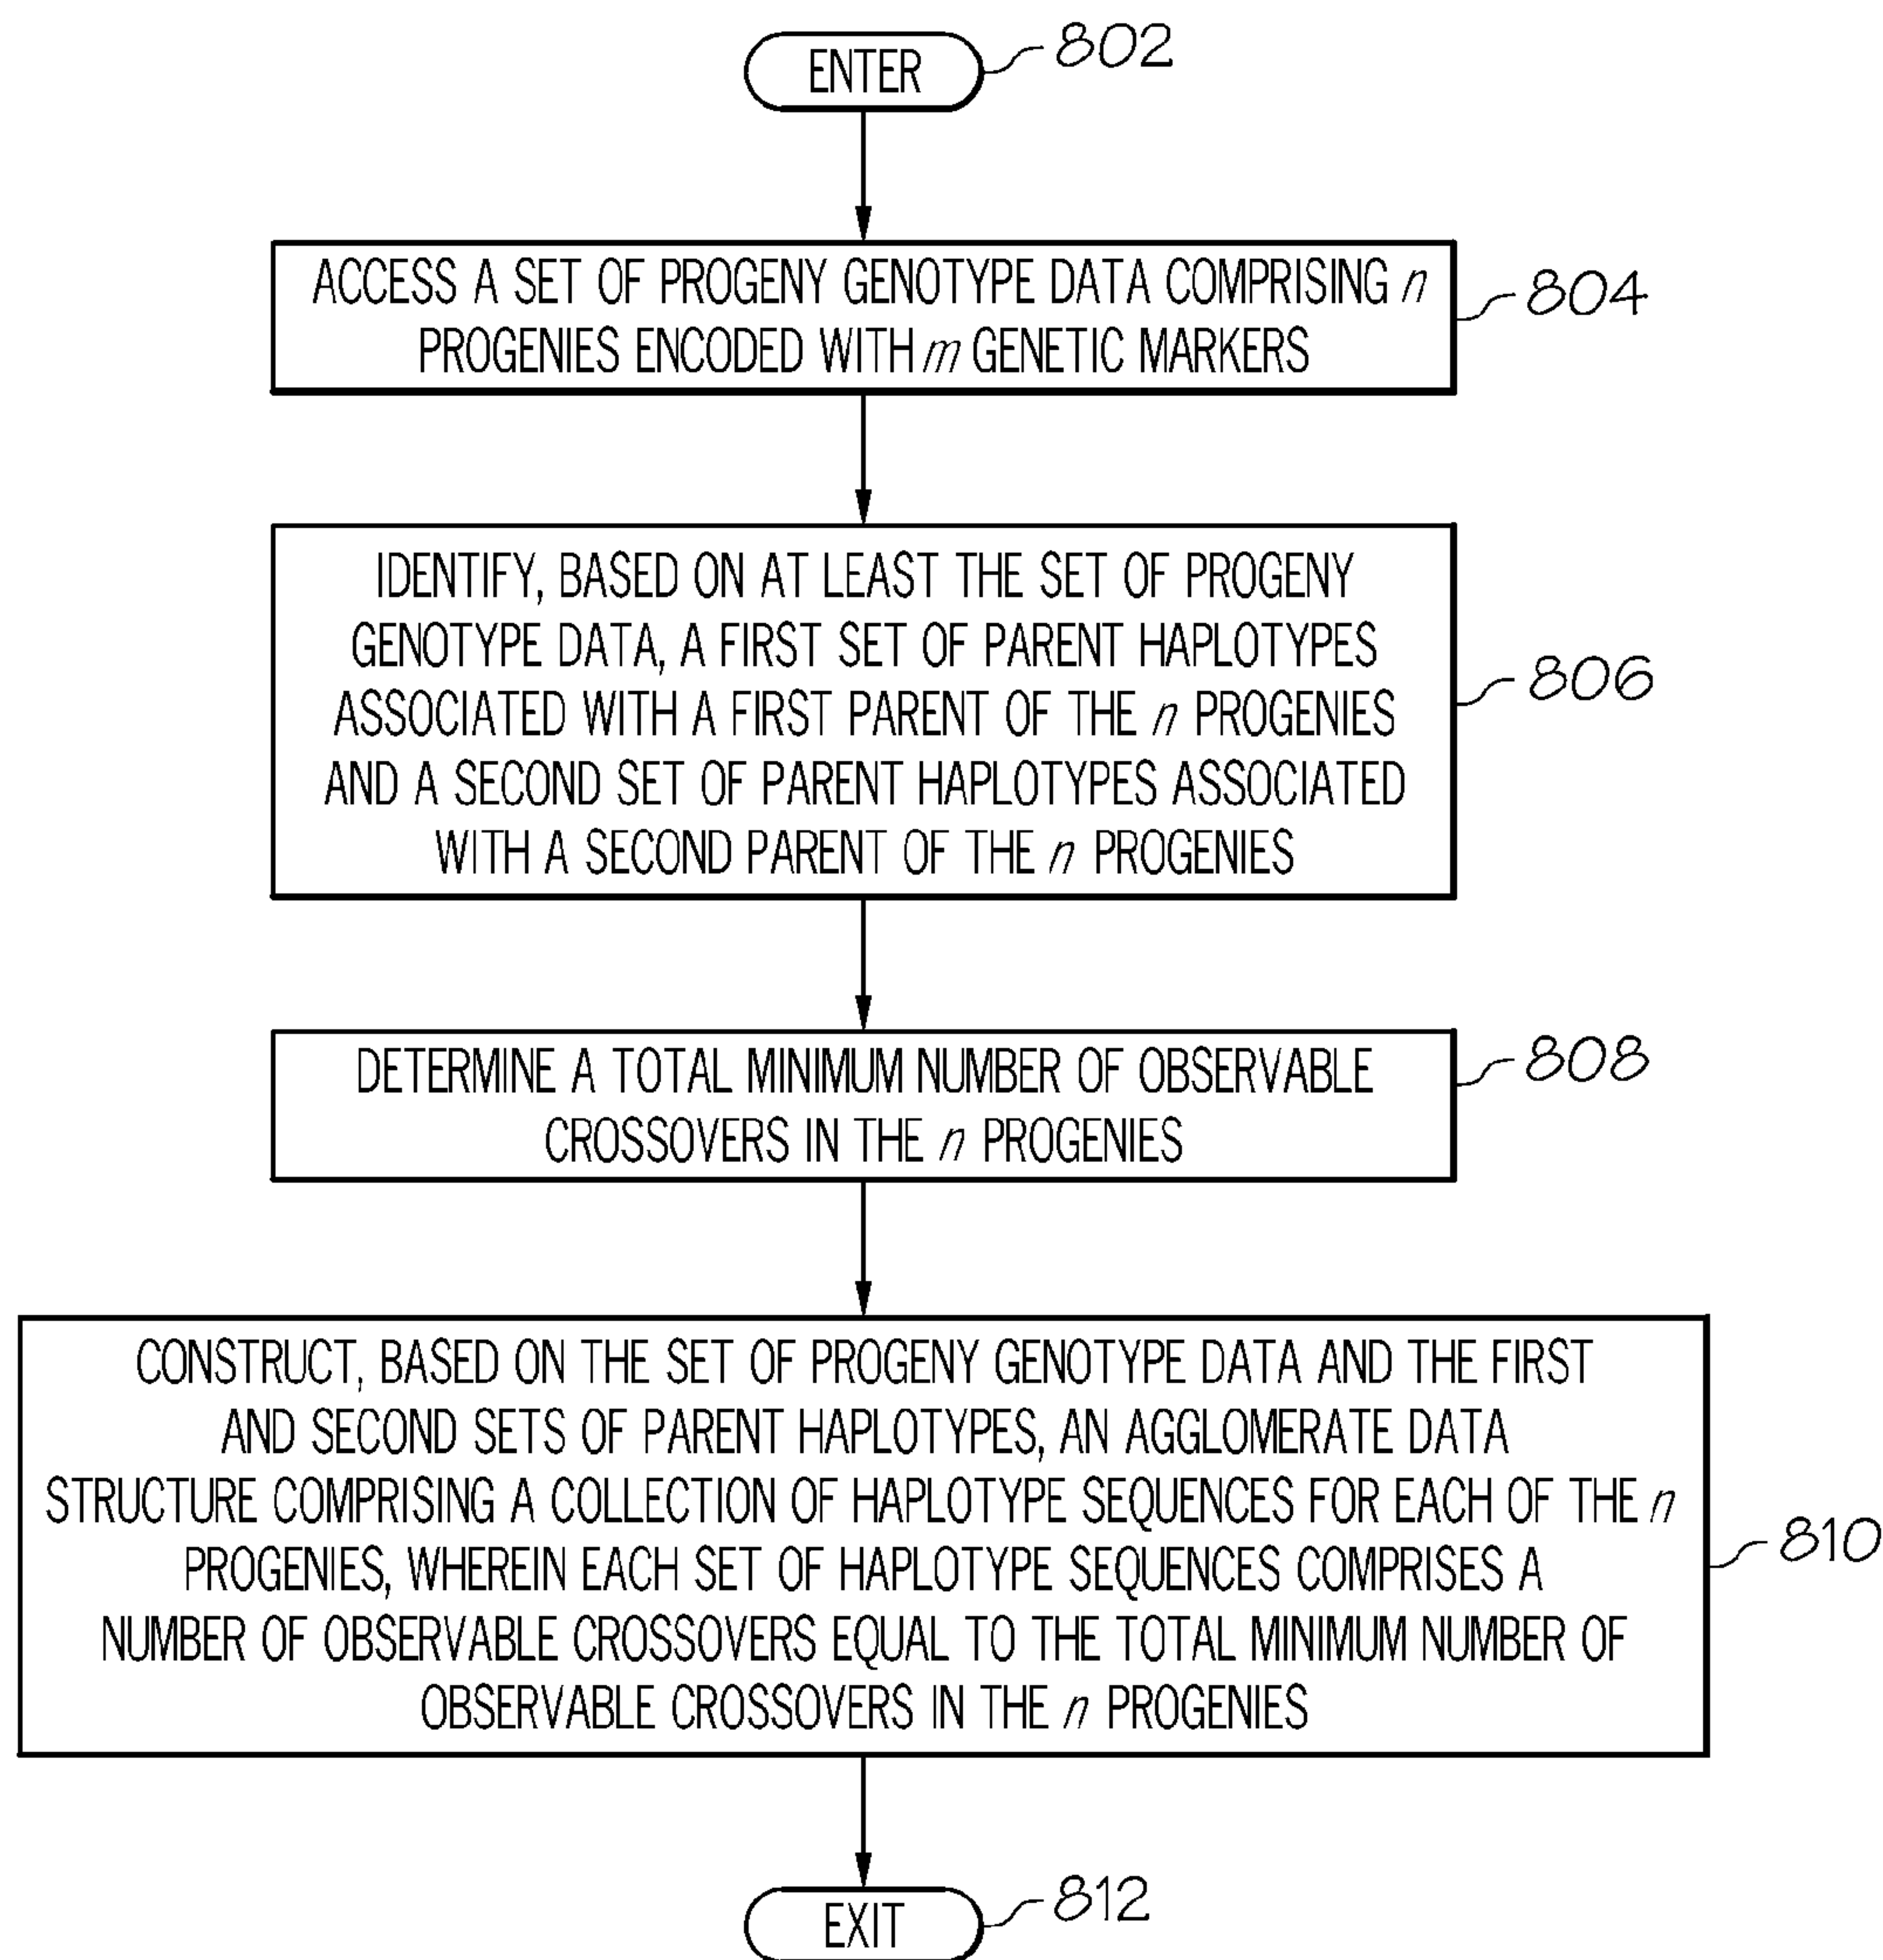 ENTER
802
ACCESS A SET OF PROGENY GENOTYPE DATA COMPRISING n
PROGENIES ENCODED WITH m GENETIC MARKERS
804
IDENTIFY, BASED ON AT LEAST THE SET OF PROGENY
GENOTYPE DATA, A FIRST SET OF PARENT HAPLOTYPES
ASSOCIATED WITH A FIRST PARENT OF THE n PROGENIES
AND A SECOND SET OF PARENT HAPLOTYPES ASSOCIATED
WITH A SECOND PARENT OF THE n PROGENIES
806
DETERMINE A TOTAL MINIMUM NUMBER OF OBSERVABLE
CROSSOVERS IN THE n PROGENIES
808
CONSTRUCT, BASED ON THE SET OF PROGENY GENOTYPE DATA AND THE FIRST
AND SECOND SETS OF PARENT HAPLOTYPES, AN AGGLOMERATE DATA
STRUCTURE COMPRISING A COLLECTION OF HAPLOTYPE SEQUENCES FOR EACH OF THE n
PROGENIES, WHEREIN EACH SET OF HAPLOTYPE SEQUENCES COMPRISES A
NUMBER OF OBSERVABLE CROSSOVERS EQUAL TO THE TOTAL MINIMUM NUMBER OF
OBSERVABLE CROSSOVERS IN THE n PROGENIES
810
EXIT
812